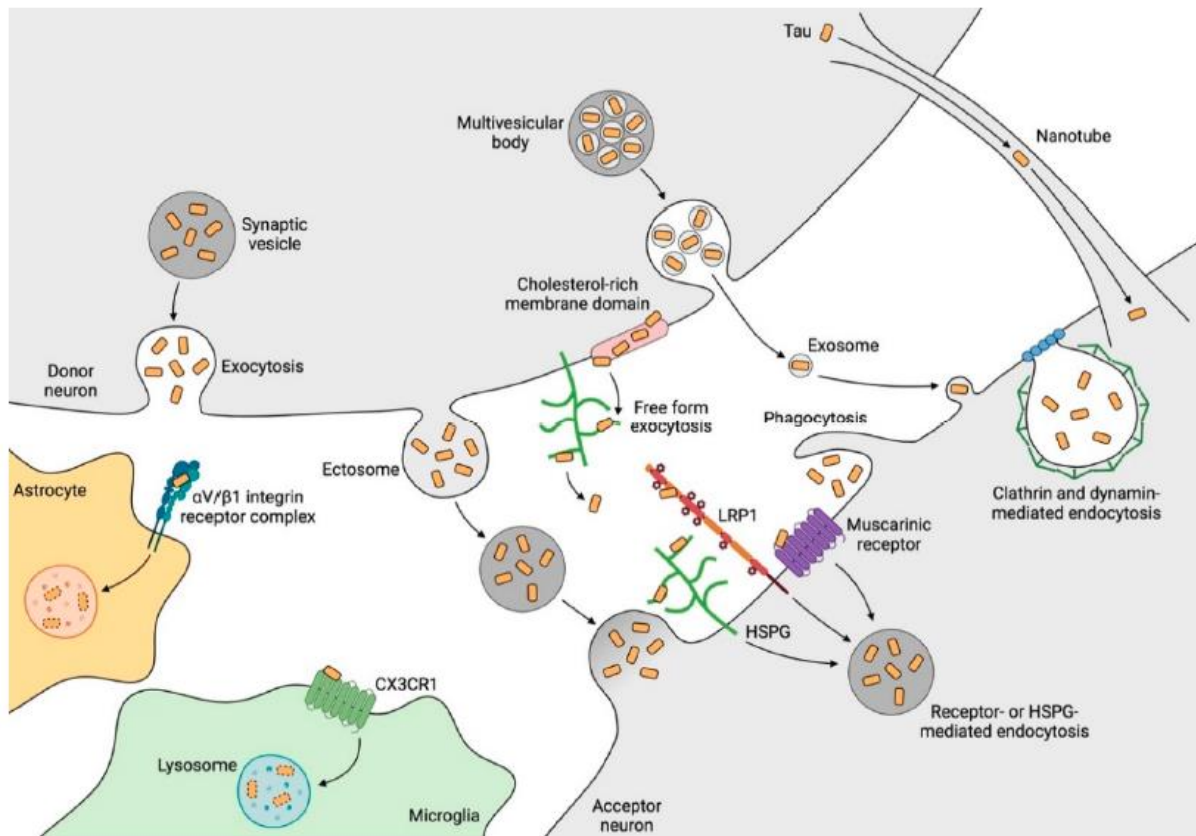 Tau
Nanotube
Multivesicular
body
Synaptic
vesicle
Cholesterol-rich
membrane domain
Exosome
Donor
neuron
Exocytosis
Free form
exocytosis
Phagocytosis
Ectosome
Clathrin and dynamin-
mediated endocytosis
Astrocyte
αV/β1 integrin
receptor complex
LRP1
Muscarinic
receptor
HSPG
CX3CR1
Receptor- or HSPG-
mediated endocytosis
Lysosome
Microglia
Acceptor
neuron